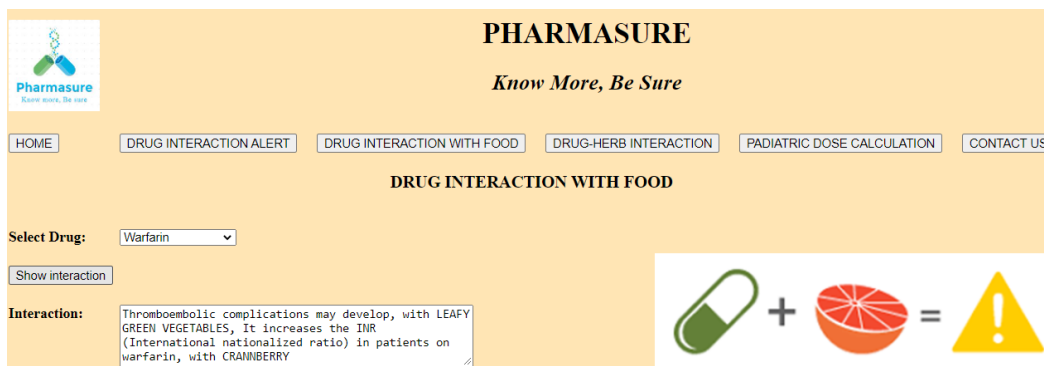 PHARMASURE
Know More, Be Sure
Pharmasure
Know more, Be sure
HOME
DRUG INTERACTION ALERT
DRUG INTERACTION WITH FOOD
DRUG-HERB INTERACTION
PADIATRIC DOSE CALCULATION
CONTACT US
DRUG INTERACTION WITH FOOD
Select Drug:
Warfarin
Show interaction
Interaction:
Thromboembolic complications may develop, with LEAFY
GREEN VEGETABLES, It increases the INR
(International nationalized ratio) in patients on
warfarin, with CRANNBERRY
+ =